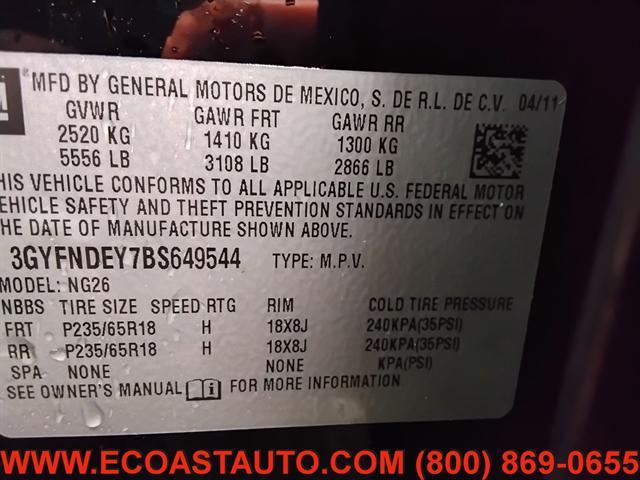 GM
MFD BY GENERAL MOTORS DE MEXICO, S. DE R.L. DE C.V. 04/11
GVWR GAWR FRT GAWR RR
2520 KG 1410 KG 1300 KG
5556 LB 3108 LB 2866 LB
THIS VEHICLE CONFORMS TO ALL APPLICABLE U.S. FEDERAL MOTOR
VEHICLE SAFETY AND THEFT PREVENTION STANDARDS IN EFFECT ON
THE DATE OF MANUFACTURE SHOWN ABOVE.
3GYFNDEY7BS649544 TYPE: M.P.V.
MODEL: NG26
NBBS TIRE SIZE SPEED RTG RIM COLD TIRE PRESSURE
FRT P235/65R18 H 18X8J 240KPA(35PSI)
RR P235/65R18 H 18X8J 240KPA(35PSI)
SPA NONE NONE KPA(PSI)
SEE OWNER'S MANUAL FOR MORE INFORMATION
WWW.ECOASTAUTO.COM (800) 869-0655